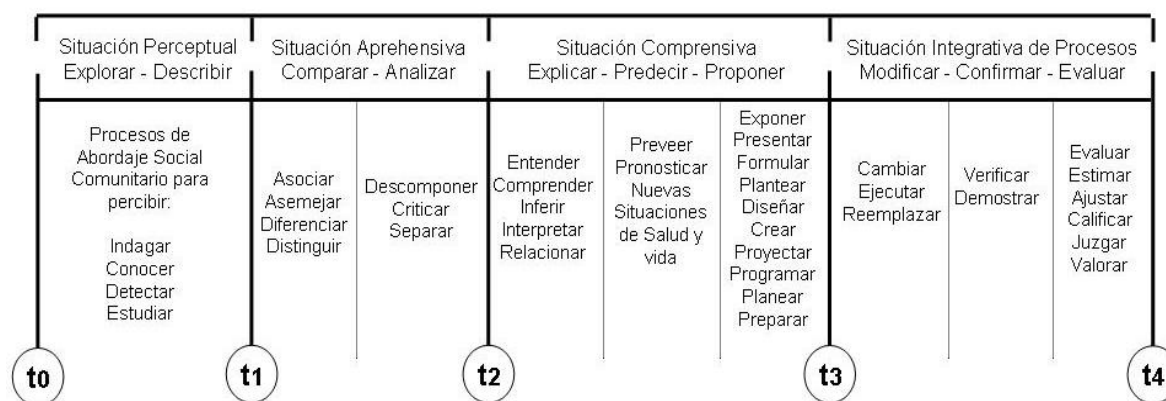 Situación Perceptual
Explorar - Describir
Situación Aprehensiva
Comparar - Analizar
Situación Comprensiva
Explicar - Predecir - Proponer
Situación Integrativa de Procesos
Modificar - Confirmar - Evaluar
Procesos de
Abordaje Social
Comunitario para
percibir:
Indagar
Conocer
Detectar
Estudiar
Asociar
Asemejar
Diferenciar
Distinguir
Descomponer
Criticar
Separar
Entender
Comprender
Inferir
Interpretar
Relacionar
Preveer
Pronosticar
Nuevas
Situaciones
de Salud y
vida
Exponer
Presentar
Formular
Plantear
Diseñar
Crear
Proyectar
Programar
Planear
Preparar
Cambiar
Ejecutar
Reemplazar
Verificar
Demostrar
Evaluar
Estimar
Ajustar
Calificar
Juzgar
Valorar
t0
t1
t2
t3
t4